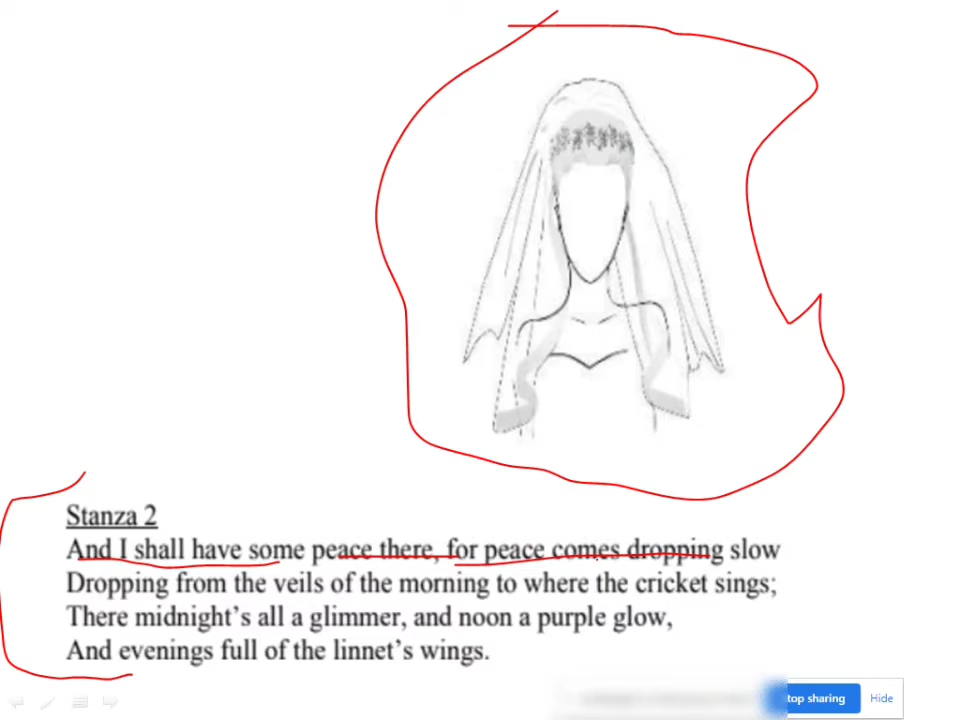 Stanza 2
And I shall have some peace there, for peace comes dropping slow
Dropping from the veils of the morning to where the cricket sings;
There midnight's all a glimmer, and noon a purple glow,
And evenings full of the linnet's wings.
top sharing Hide